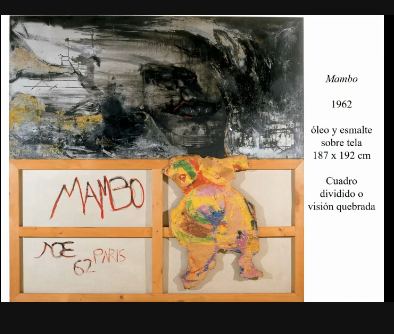 MAMBO
NOE
62 PARIS
Mambo
1962
óleo y esmalte
sobre tela
187 x 192 cm
Cuadro
dividido o
visión quebrada